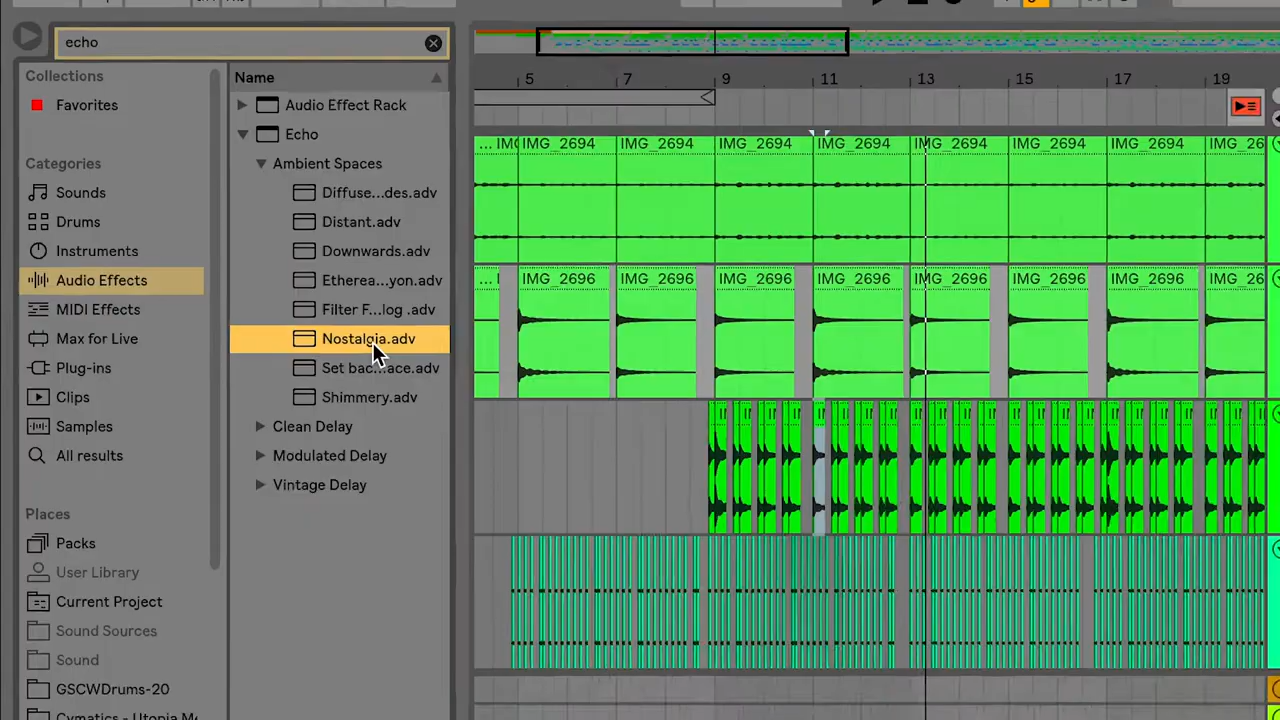 echo
Collections
Favorites
Categories
Sounds
Drums
Instruments
Audio Effects
MIDI Effects
Max for Live
Plug-ins
Clips
Samples
All results
Places
Packs
User Library
Current Project
Sound Sources
Sound
GSCWDrums-20
Cymatics - Utopia
Name
Audio Effect Rack
Echo
Ambient Spaces
Diffuse...des.adv
Distant.adv
Downwards.adv
Etherea...yon.adv
Filter F...log .adv
Nostalgia.adv
Set bac...ace.adv
Shimmery.adv
Clean Delay
Modulated Delay
Vintage Delay
5 7 9 11 13 15 17 19
... IMG IMG_2694 IMG_2694 IMG_2694 IMG_2694 IMG_2694 IMG_2694 IMG_2694 IMG_26
... I IMG_2696 IMG_2696 IMG_2696 IMG_2696 IMG_2696 IMG_2696 IMG_2696 IMG_26